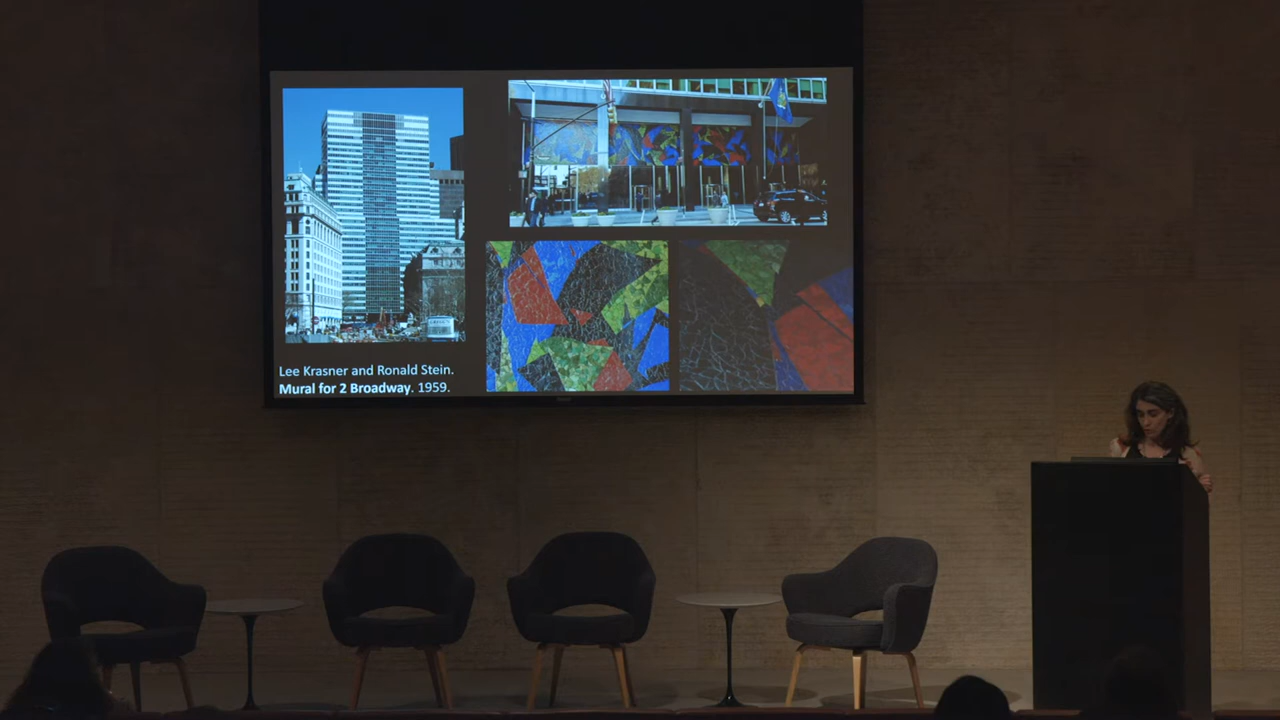 Lee Krasner and Ronald Stein.
Mural for 2 Broadway. 1959.